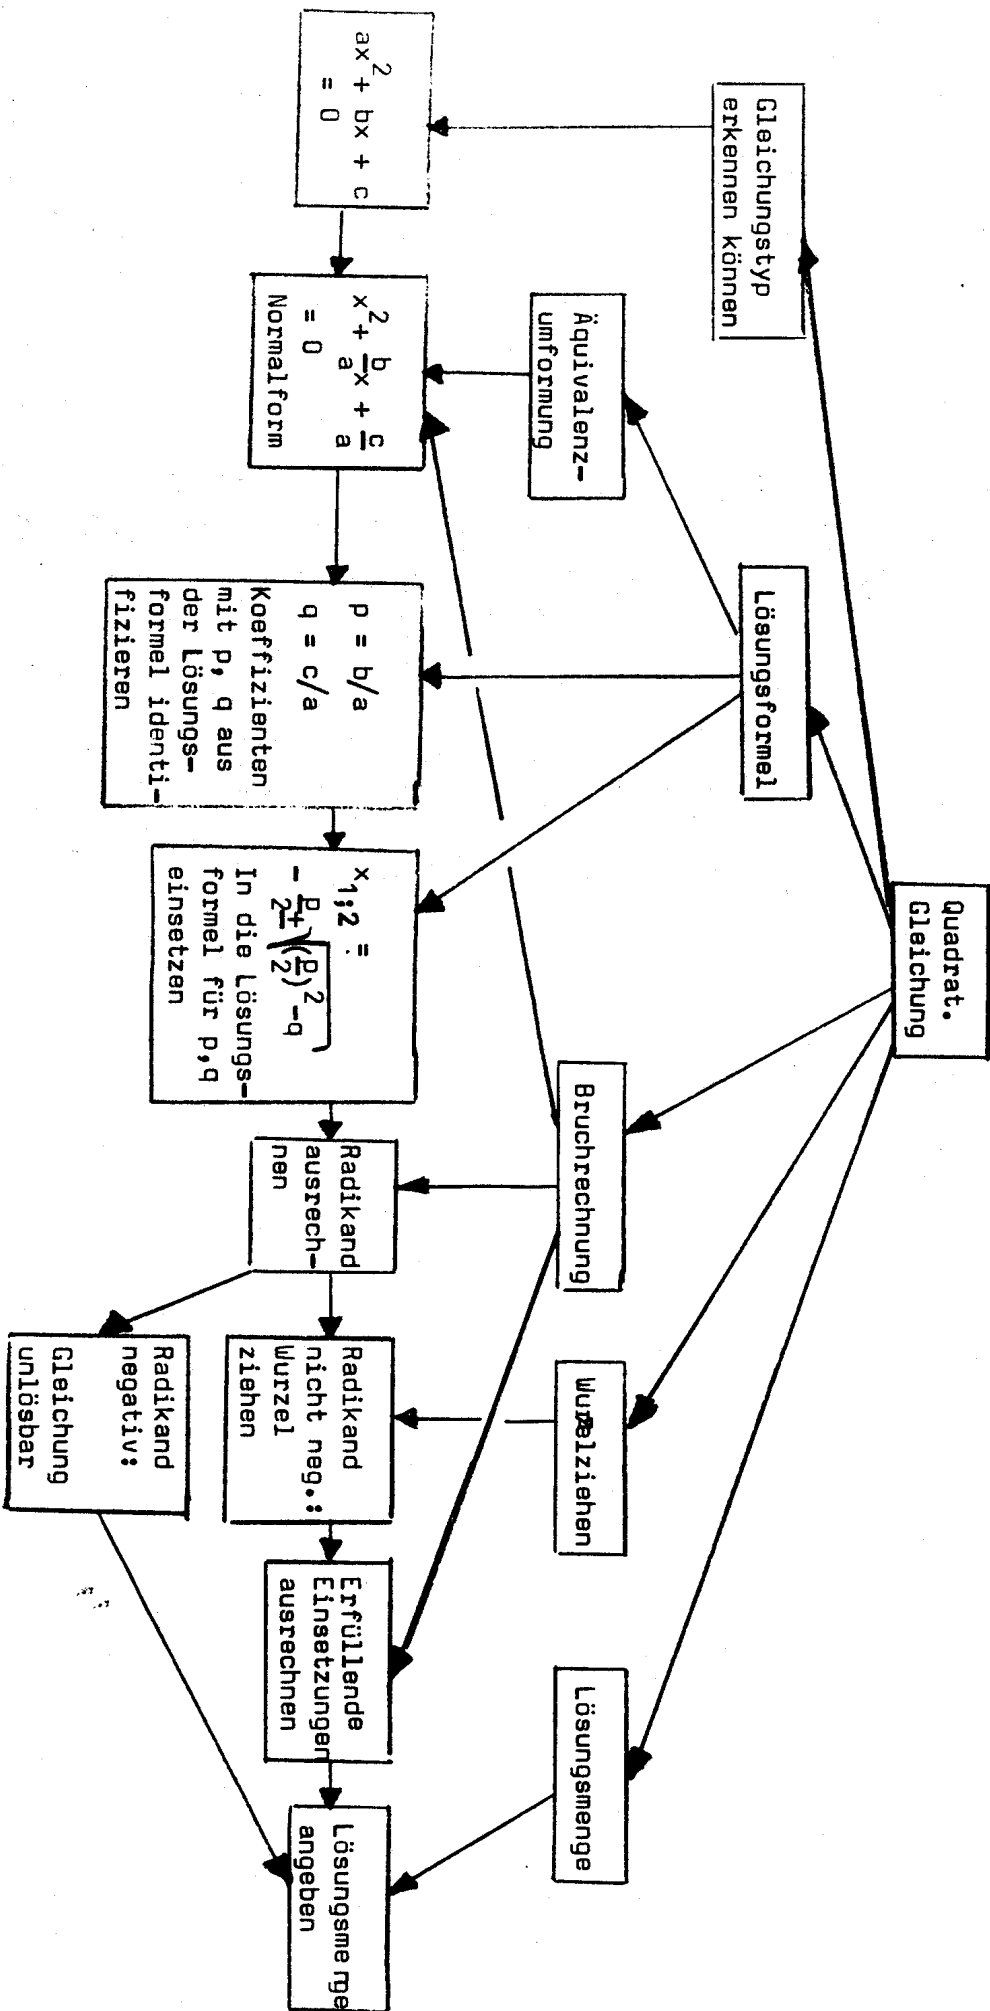 Quadrat.
Gleichung
Gleichungstyp
erkennen können
Lösungsformel
Äquivalenz-
umformung
Bruchrechnung
Wurzelziehen
Lösungsmenge
ax² + bx + c
= 0
x² + b/a x + c/a
= 0
Normalform
p = b/a
q = c/a
Koeffizienten
mit p, q aus
der Lösungs-
formel identi-
fizieren
x1;2 =
- p/2 ± √(p/2)² -q
In die Lösungs-
formel für p,q
einsetzen
Radikand
ausrech-
nen
Radikand
nicht neg.:
Wurzel
ziehen
Radikand
negativ:
Gleichung
unlösbar
Erfüllende
Einsetzungen
ausrechnen
Lösungsmenge
angeben